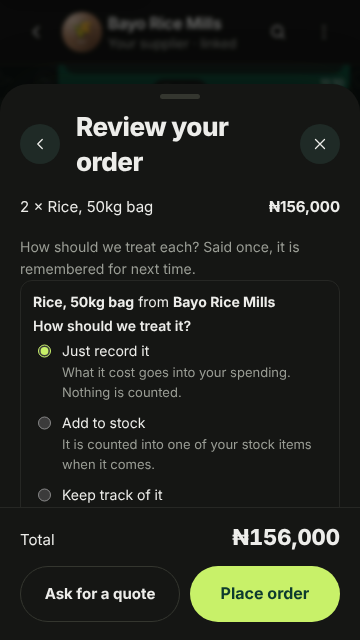 Bayo Rice Mills
Your supplier · linked
Review your
order
2 × Rice, 50kg bag
₦156,000
How should we treat each? Said once, it is
remembered for next time.
Rice, 50kg bag from Bayo Rice Mills
How should we treat it?
Just record it
What it cost goes into your spending.
Nothing is counted.
Add to stock
It is counted into one of your stock items
when it comes.
Keep track of it
Total
₦156,000
Ask for a quote
Place order